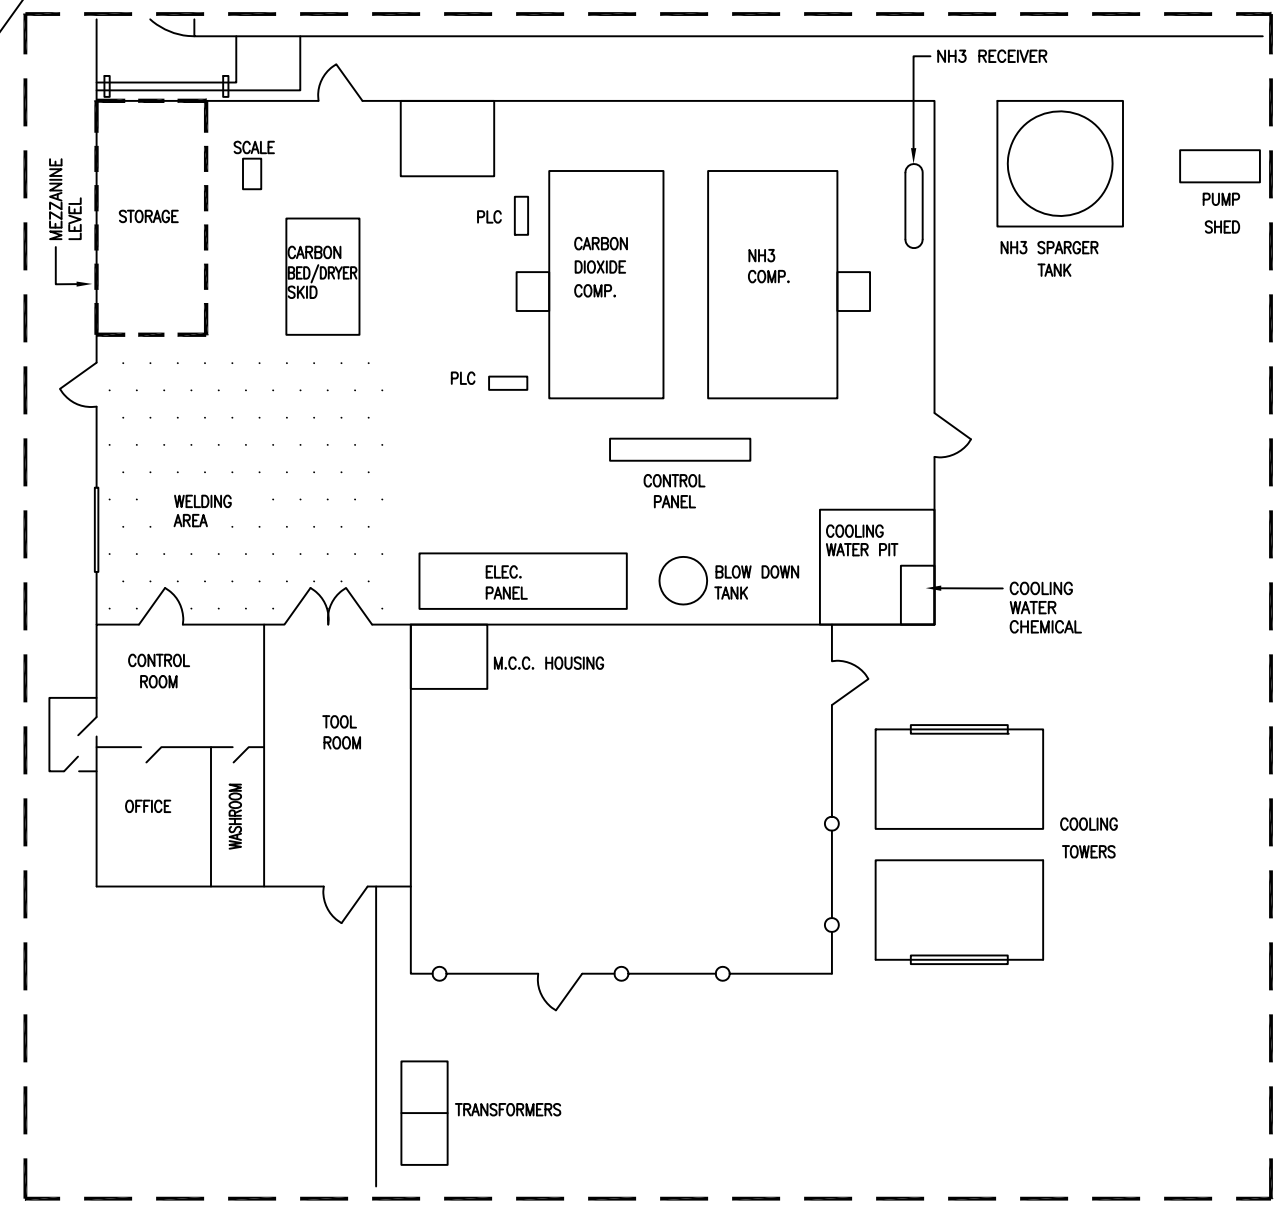 NH3 RECEIVER
SCALE
MEZZANINE
LEVEL
STORAGE
PLC
PUMP
SHED
CARBON
BED/DRYER
SKID
CARBON
DIOXIDE
COMP.
NH3
COMP.
NH3 SPARGER
TANK
PLC
CONTROL
PANEL
WELDING
AREA
COOLING
WATER PIT
ELEC.
PANEL
BLOW DOWN
TANK
COOLING
WATER
CHEMICAL
CONTROL
ROOM
M.C.C. HOUSING
TOOL
ROOM
OFFICE
WASHROOM
COOLING
TOWERS
TRANSFORMERS